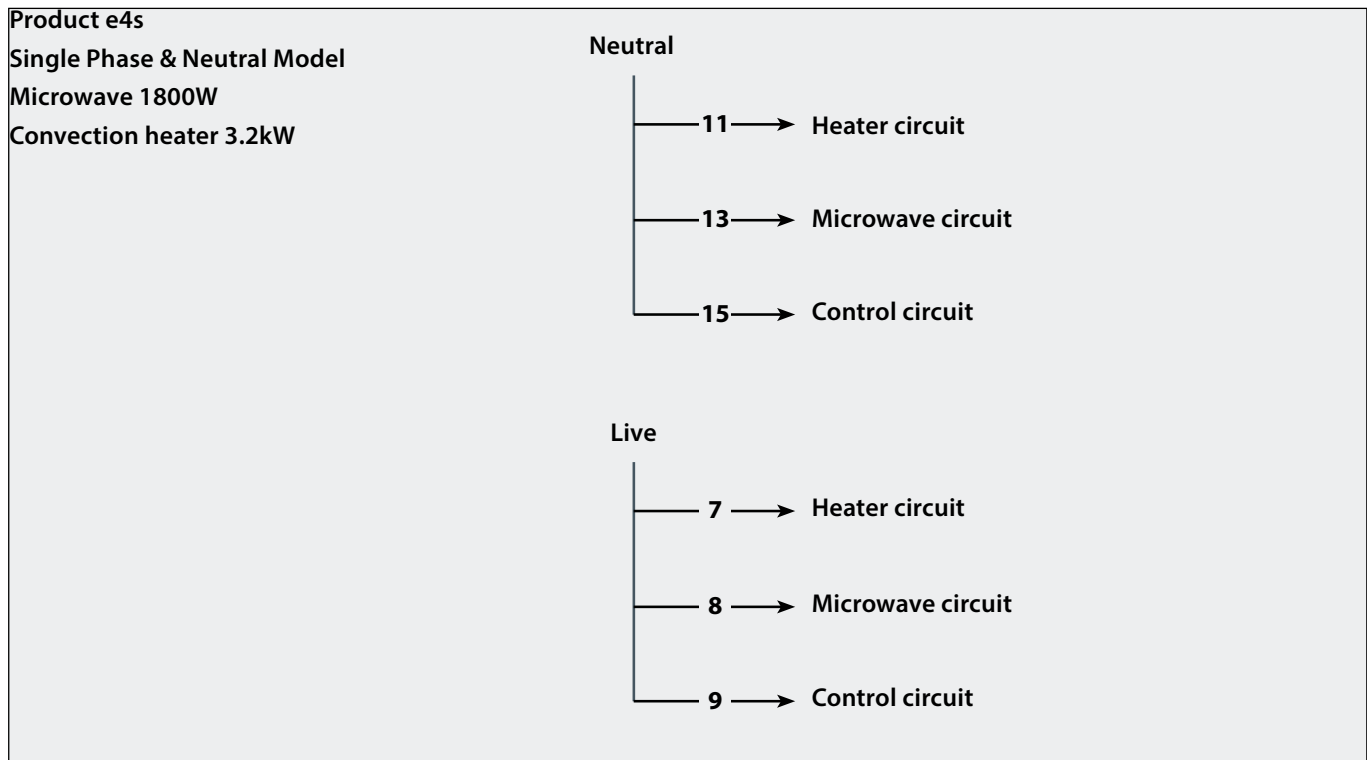 Product e4s
Single Phase & Neutral Model
Microwave 1800W
Convection heater 3.2kW
Neutral
11 Heater circuit
13 Microwave circuit
15 Control circuit
Live
7 Heater circuit
8 Microwave circuit
9 Control circuit